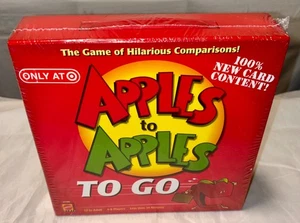 The Game of Hilarious Comparisons!
ONLY AT
100%
NEW CARD
CONTENT!
APPLES
to
APPLES
TO GO